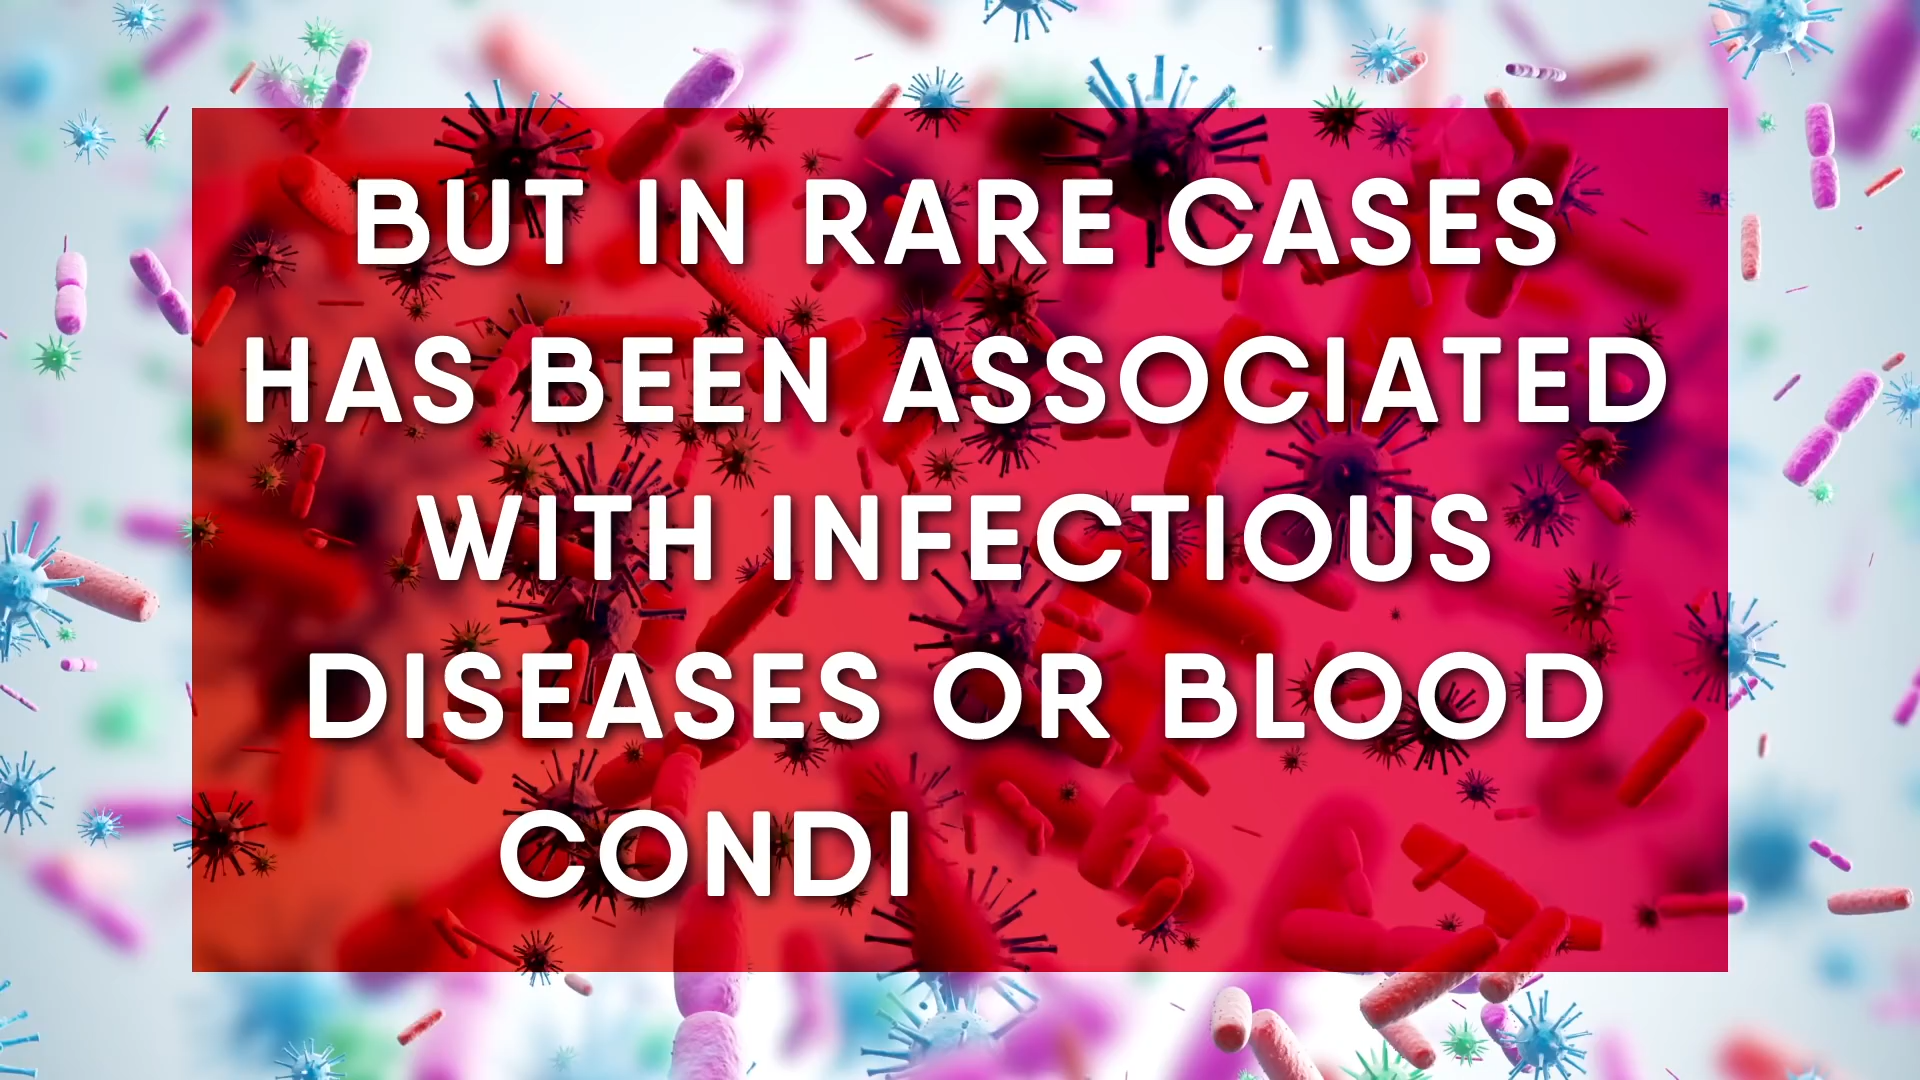 BUT IN RARE CASES
HAS BEEN ASSOCIATED
WITH INFECTIOUS
DISEASES OR BLOOD
CONDI